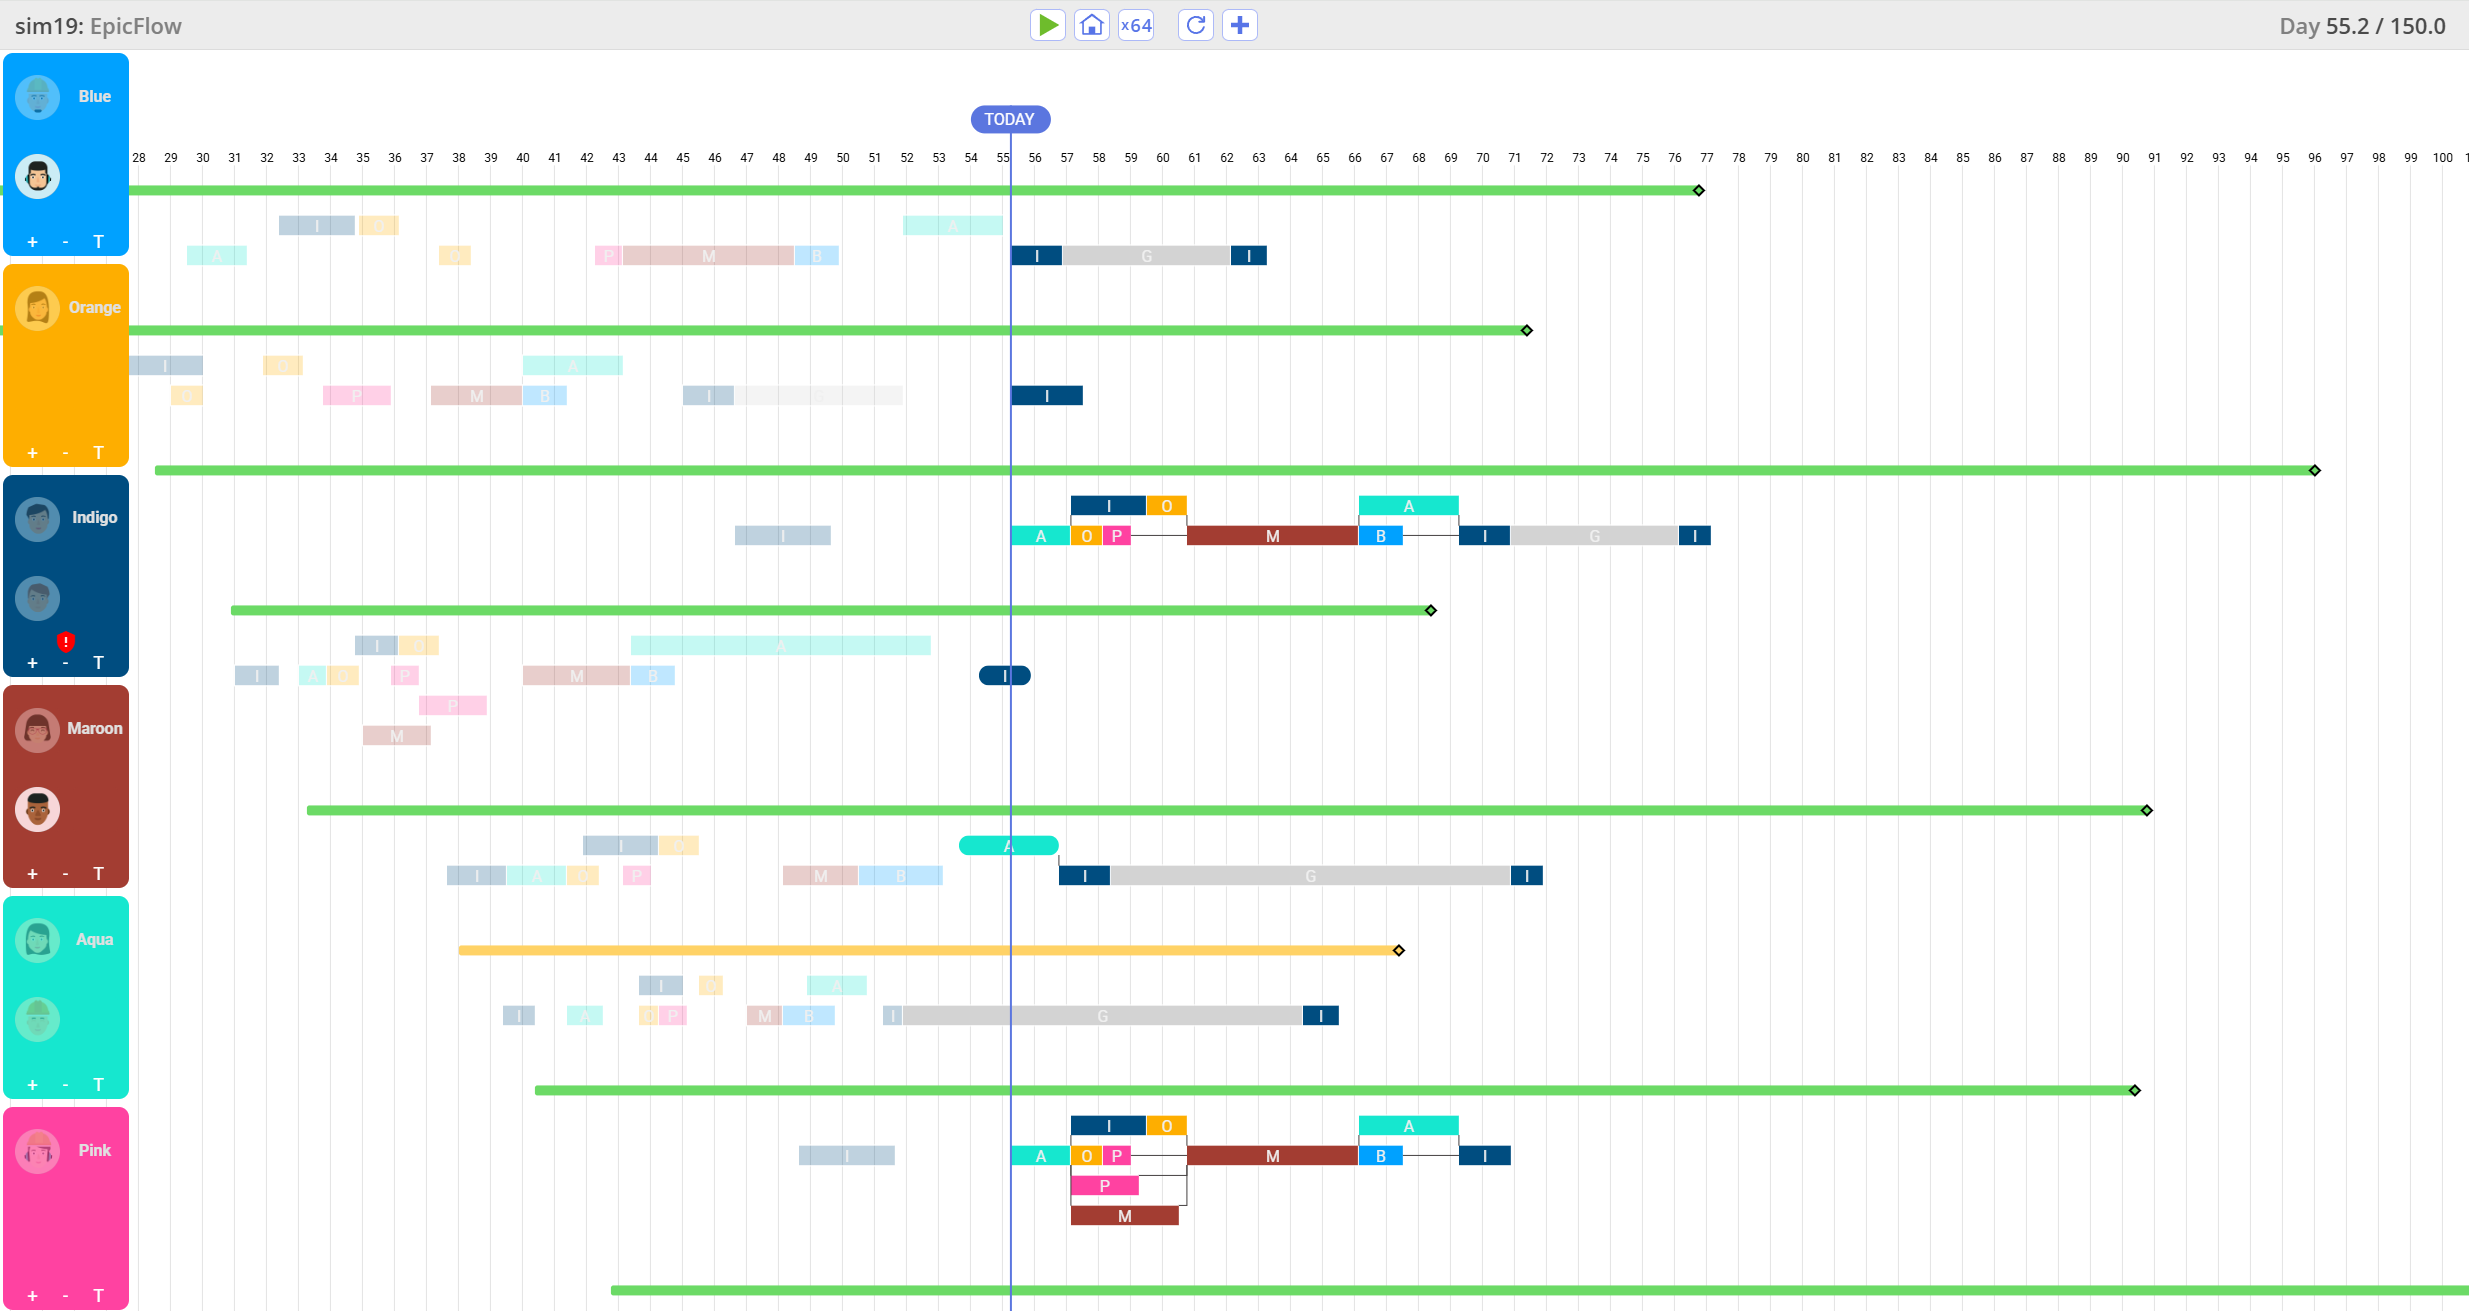 sim19: EpicFlow
x64
Day 55.2 / 150.0
Blue
TODAY
28 29 30 31 32 33 34 35 36 37 38 39 40 41 42 43 44 45 46 47 48 49 50 51 52 53 54 55 56 57 58 59 60 61 62 63 64 65 66 67 68 69 70 71 72 73 74 75 76 77 78 79 80 81 82 83 84 85 86 87 88 89 90 91 92 93 94 95 96 97 98 99 100 1
I O A
+ - T
A O P M B I G I
Orange
I O A
O P M B I G I
+ - T
I O A
Indigo
I A O P M B I G I
! 
I O A
+ - T
I A O P M B I
P
Maroon
M
I O A
+ - T
I A O P M B I G I
Aqua
I O A
I A O P M B I G I
+ - T
I O A
Pink
I A O P M B I
P
M
+ - T